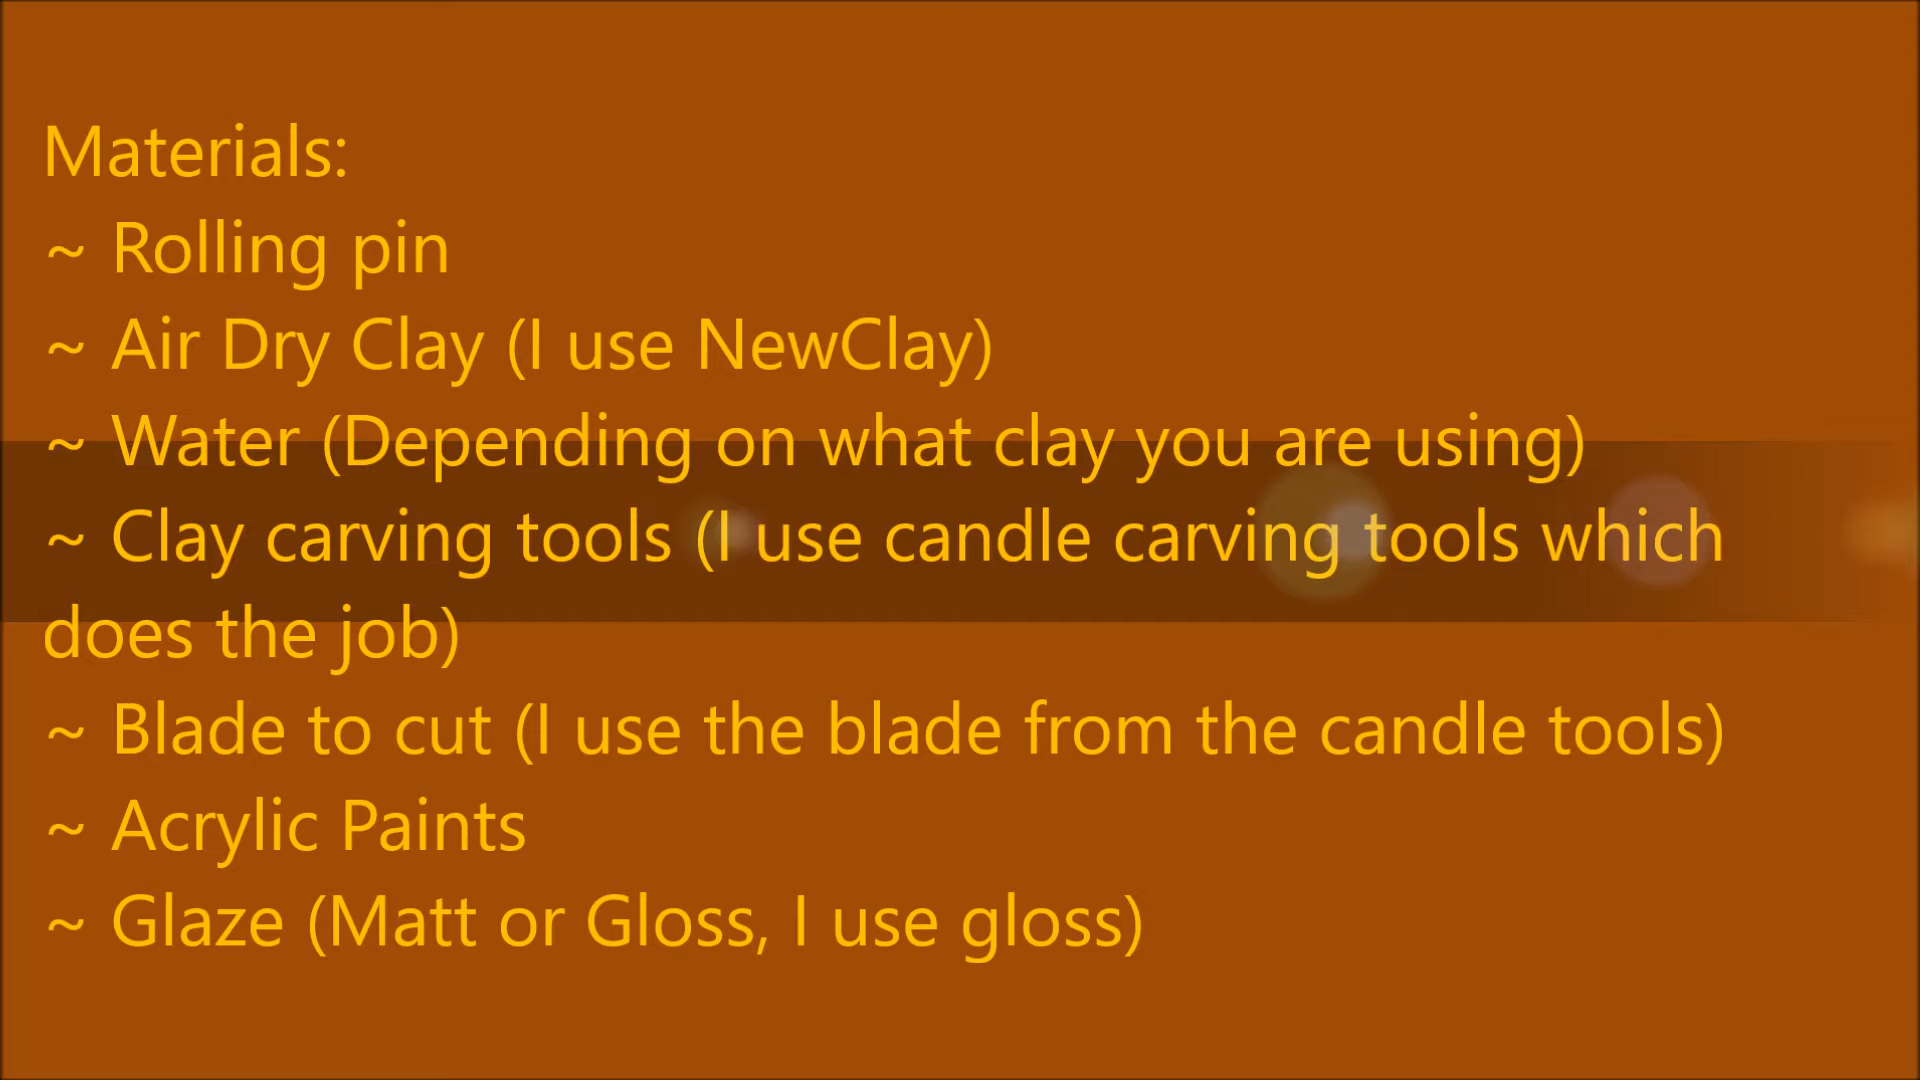 Materials:
~ Rolling pin
~ Air Dry Clay (I use NewClay)
~ Water (Depending on what clay you are using)
~ Clay carving tools (I use candle carving tools which
does the job)
~ Blade to cut (I use the blade from the candle tools)
~ Acrylic Paints
~ Glaze (Matt or Gloss, I use gloss)